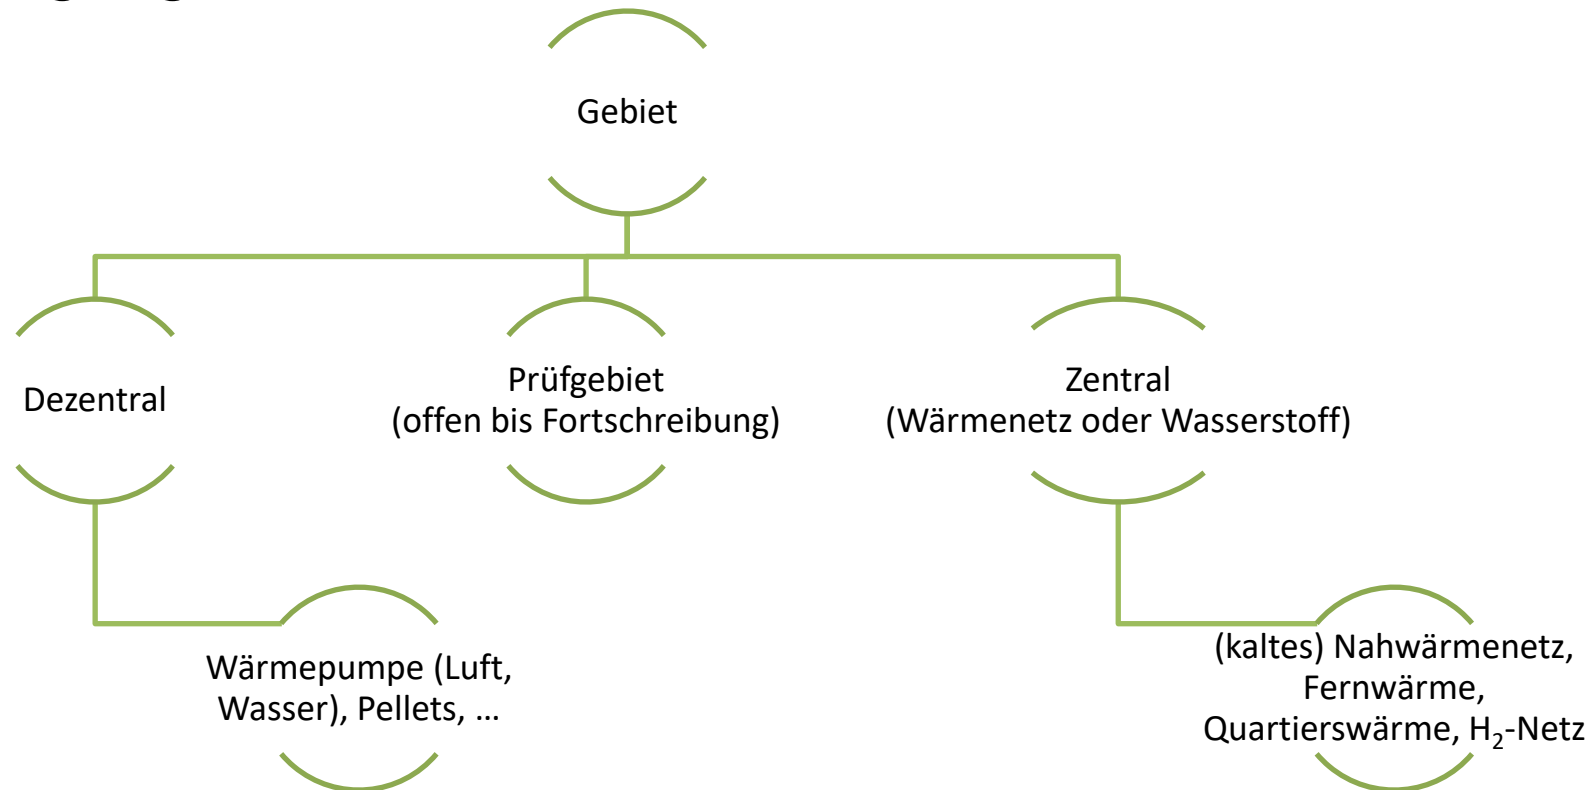 Gebiet
Dezentral
Prüfgebiet
(offen bis Fortschreibung)
Zentral
(Wärmenetz oder Wasserstoff)
Wärmepumpe (Luft,
Wasser), Pellets, ...
(kaltes) Nahwärmenetz,
Fernwärme,
Quartierswärme, H₂-Netz